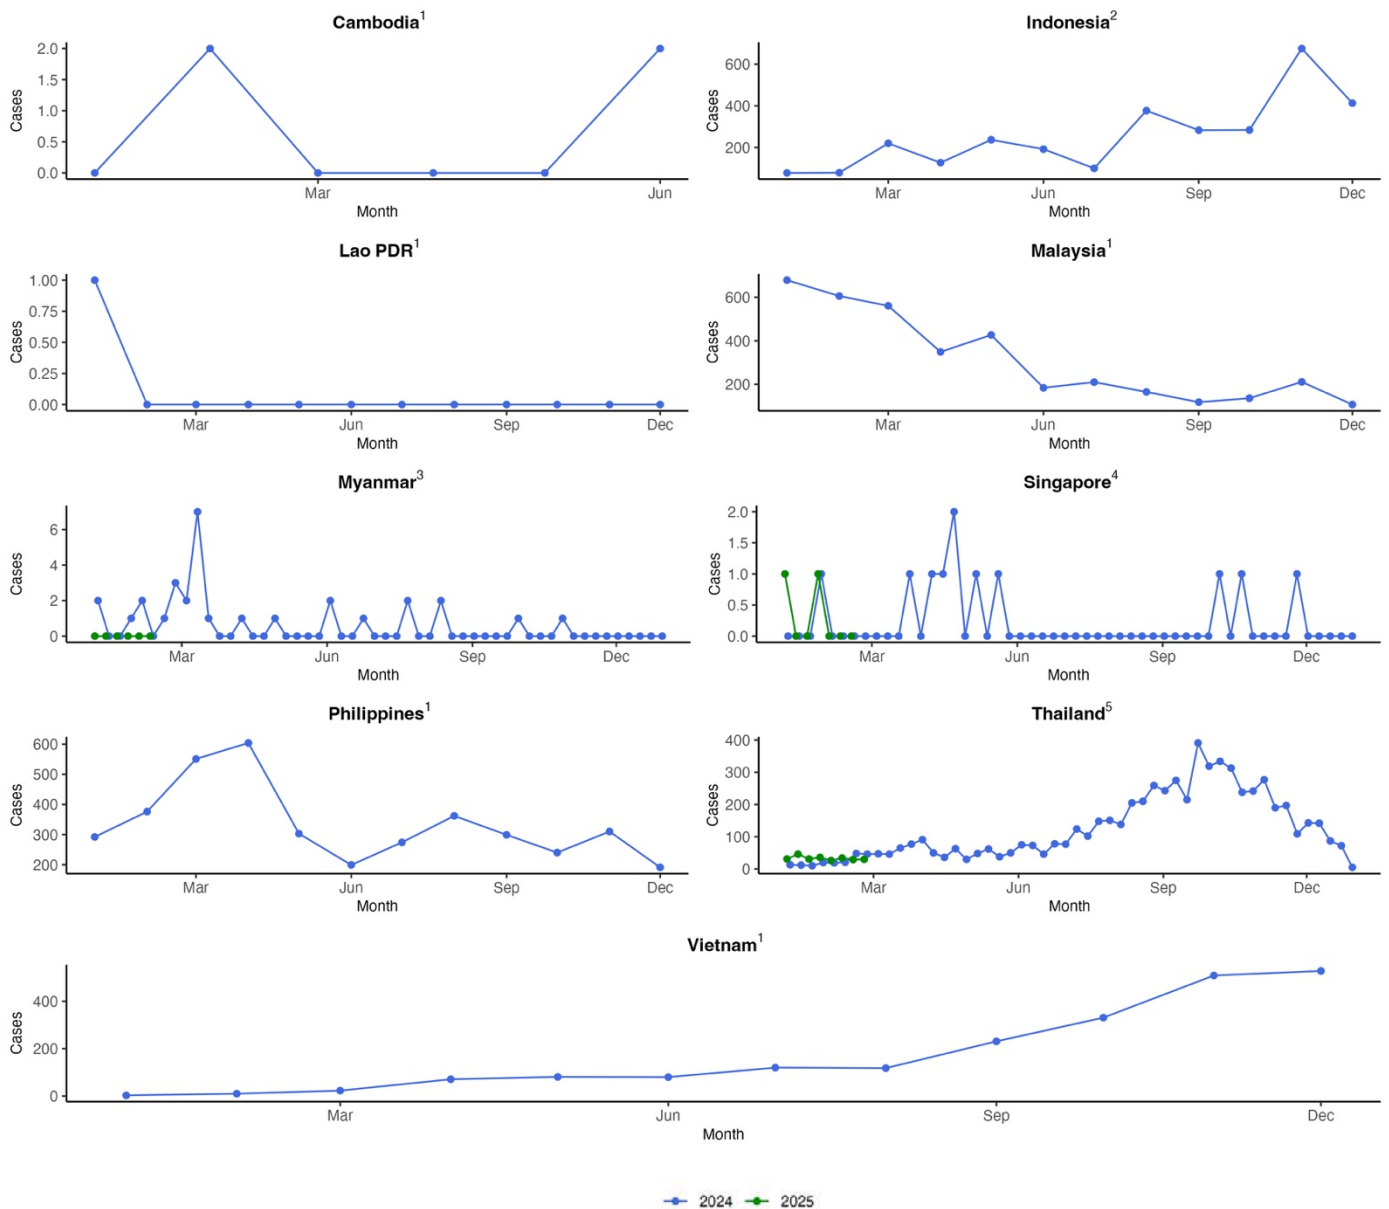 Cambodia¹
Cases
2.0
1.5
1.0
0.5
0.0
Mar
Jun
Month
Indonesia²
Cases
600
400
200
Mar
Jun
Sep
Dec
Month
Lao PDR¹
Cases
1.00
0.75
0.50
0.25
0.00
Mar
Jun
Sep
Dec
Month
Malaysia¹
Cases
600
400
200
Mar
Jun
Sep
Dec
Month
Myanmar³
Cases
6
4
2
0
Mar
Jun
Sep
Dec
Month
Singapore⁴
Cases
2.0
1.5
1.0
0.5
0.0
Mar
Jun
Sep
Dec
Month
Philippines¹
Cases
600
500
400
300
200
Mar
Jun
Sep
Dec
Month
Thailand⁵
Cases
400
300
200
100
0
Mar
Jun
Sep
Dec
Month
Vietnam¹
Cases
400
200
0
Mar
Jun
Sep
Dec
Month
2024
2025